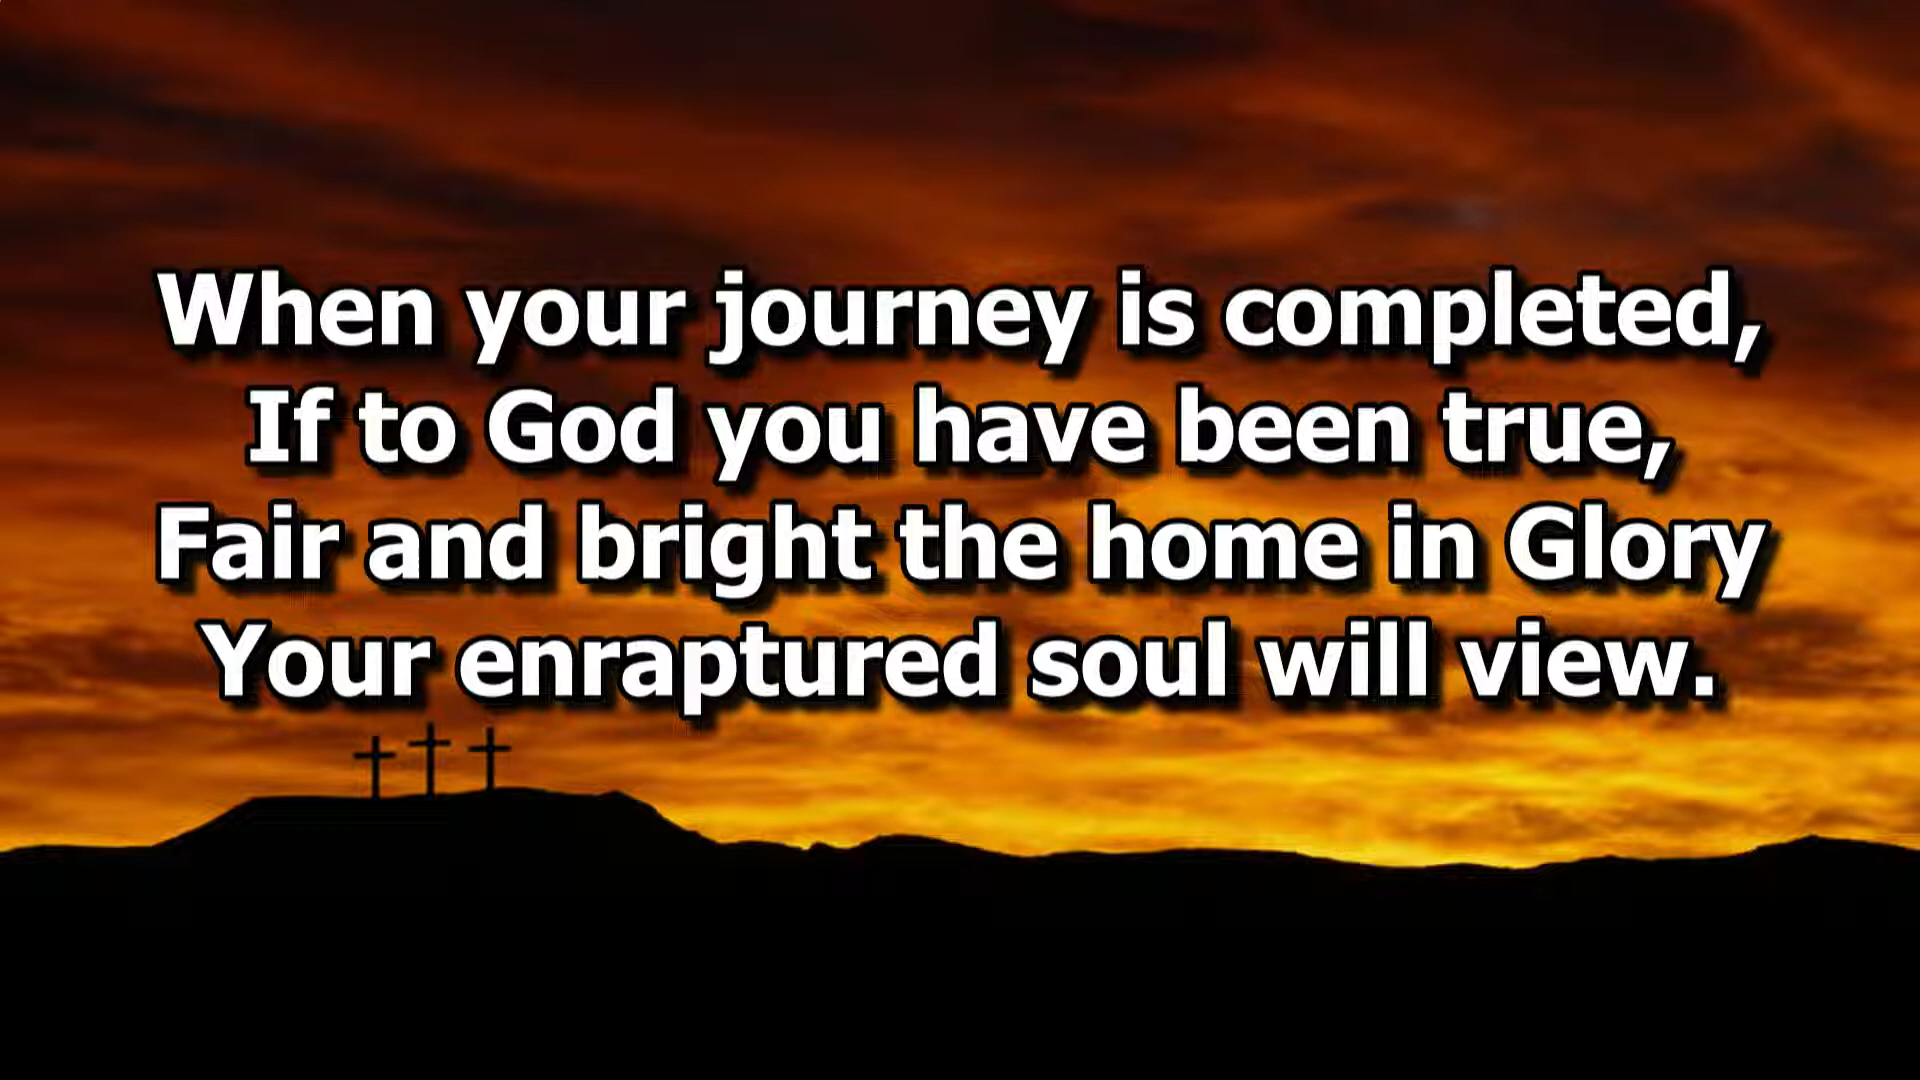 When your journey is completed,
If to God you have been true,
Fair and bright the home in Glory
Your enraptured soul will view.